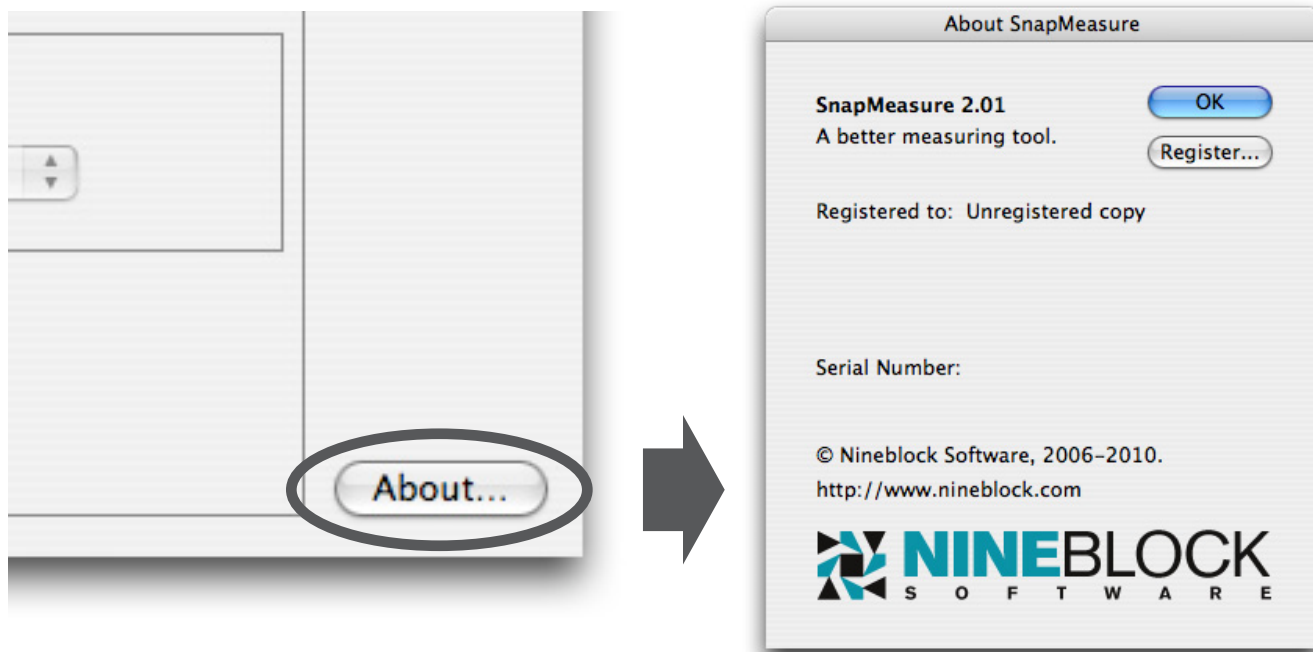 About...
About SnapMeasure
SnapMeasure 2.01
OK
A better measuring tool.
Register...
Registered to: Unregistered copy
Serial Number:
© Nineblock Software, 2006–2010.
http://www.nineblock.com
NINEBLOCK
SOFTWARE